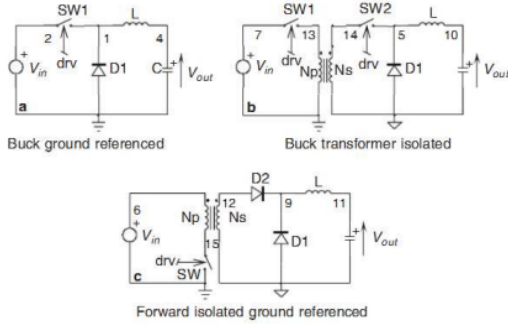 SW1
L
2
1
4
drv
Vin
D1
C
+
Vout
a
Buck ground referenced
SW1
SW2
L
7
13
14
5
10
drv
drv
Vin
Np
Ns
D1
+
Vout
b
Buck transformer isolated
D2
L
6
12
9
11
Np
Ns
Vin
15
D1
+
Vout
drv
SW
c
Forward isolated ground referenced